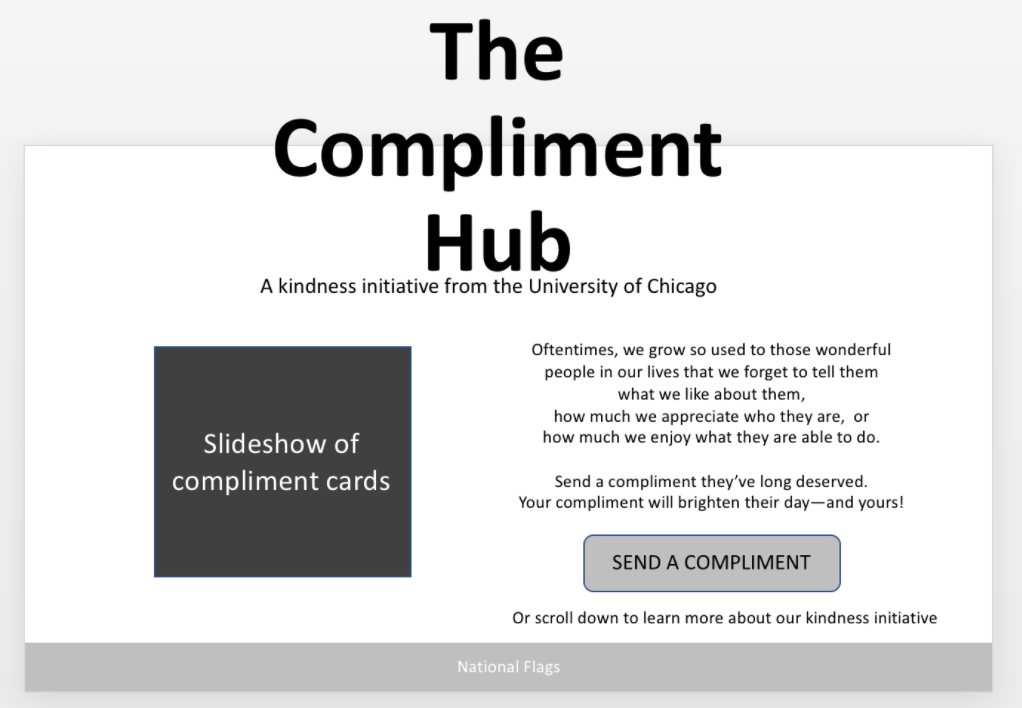 The
Compliment
Hub
A kindness initiative from the University of Chicago
Slideshow of
compliment cards
Oftentimes, we grow so used to those wonderful
people in our lives that we forget to tell them
what we like about them,
how much we appreciate who they are,  or
how much we enjoy what they are able to do.
Send a compliment they’ve long deserved.
Your compliment will brighten their day—and yours!
SEND A COMPLIMENT
Or scroll down to learn more about our kindness initiative
National Flags